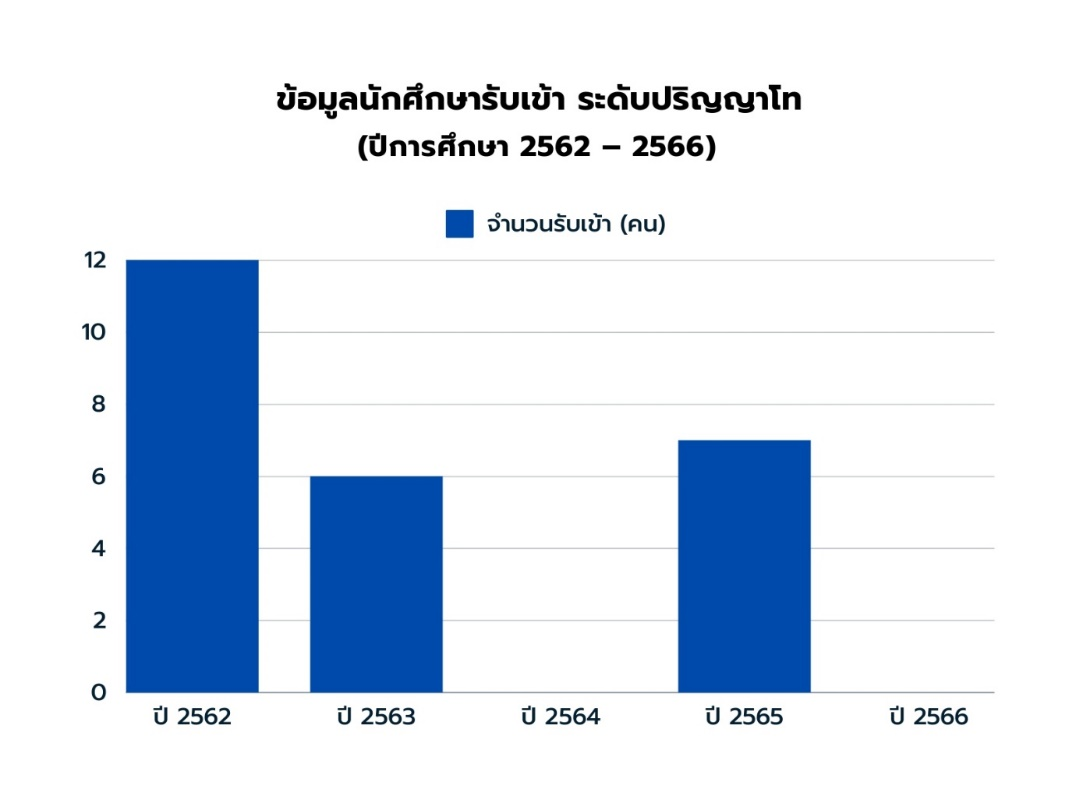 ข้อมูลนักศึกษารับเข้า ระดับปริญญาโท
(ปีการศึกษา 2562 – 2566)
จำนวนรับเข้า (คน)
12
10
8
6
4
2
0
ปี 2562 ปี 2563 ปี 2564 ปี 2565 ปี 2566